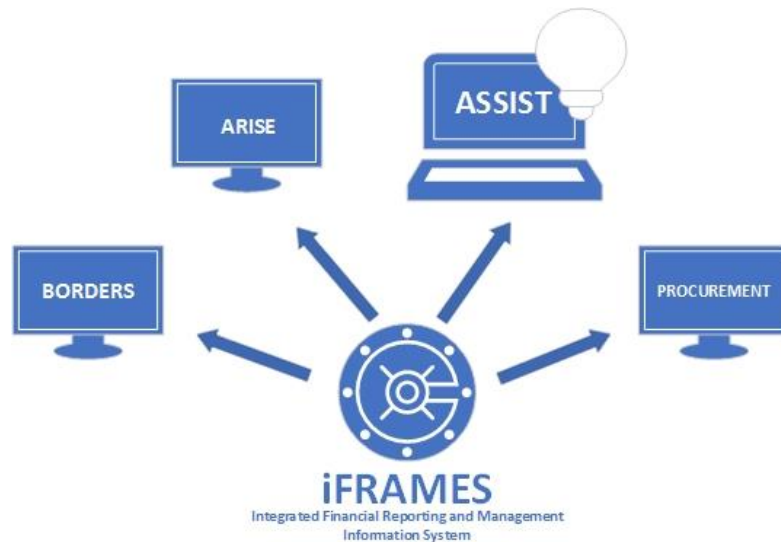 ASSIST
ARISE
BORDERS
PROCUREMENT
iFRAMES
Integrated Financial Reporting and Management
Information System